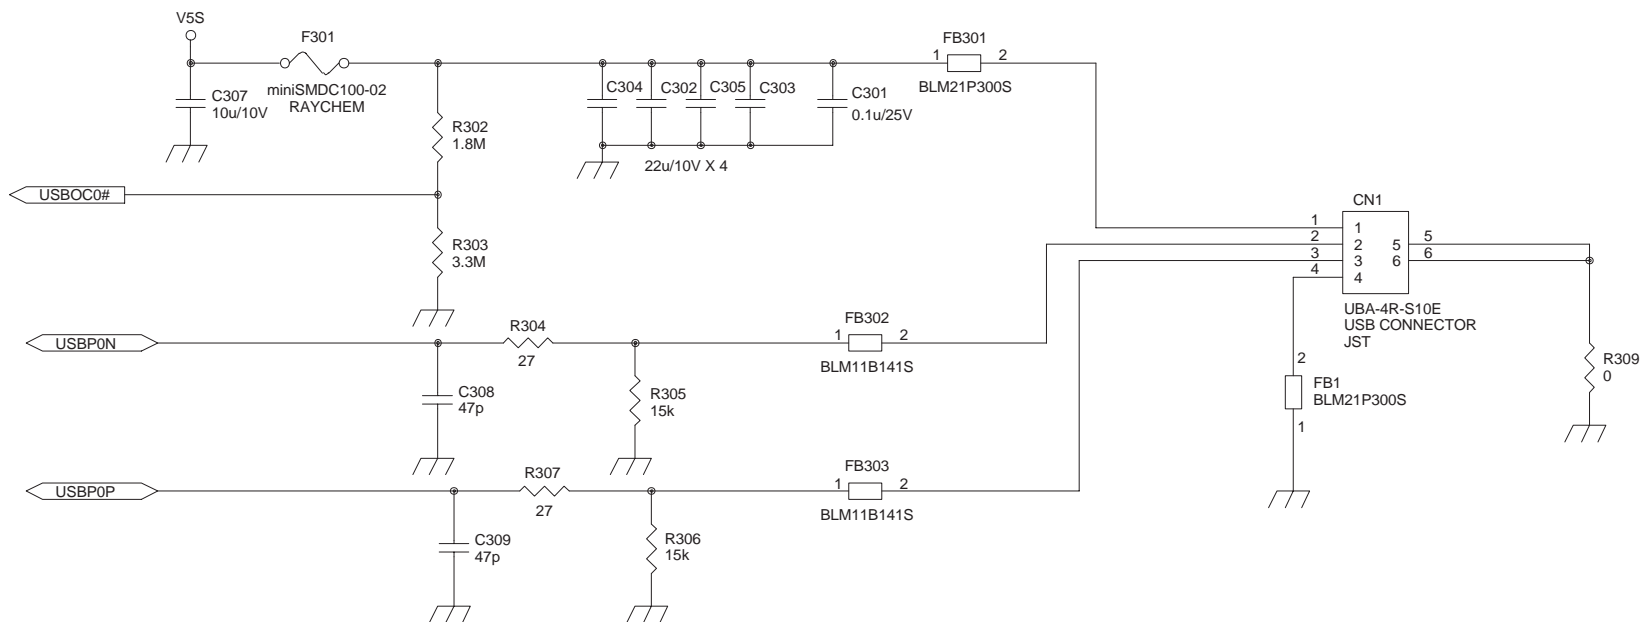 V5S
F301
FB301
1
2
miniSMDC100-02
RAYCHEM
BLM21P300S
C307
10u/10V
C304
C302
C305
C303
C301
0.1u/25V
R302
1.8M
22u/10V X 4
USBOC0#
CN1
R303
3.3M
1
2
3
4
1
2
3
4
5
6
5
6
UBA-4R-S10E
USB CONNECTOR
JST
USBP0N
R304
27
FB302
1
2
BLM11B141S
R309
0
C308
47p
R305
15k
2
FB1
BLM21P300S
1
USBP0P
R307
27
FB303
1
2
BLM11B141S
C309
47p
R306
15k